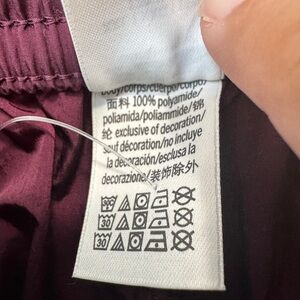 body/corps/cuerpo/corpo/
面料 100% polyamide/
poliamida/poliammide/锦
纶 exclusive of decoration/
sauf décoration/no incluye
la decoración/esclusa la
decorazione/装饰除外
30
30